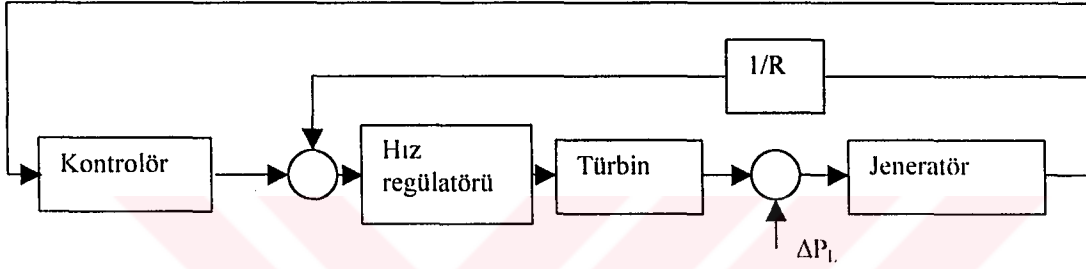 1/R
Kontrolör
Hız
regülatörü
Türbin
Jeneratör
ΔP_L